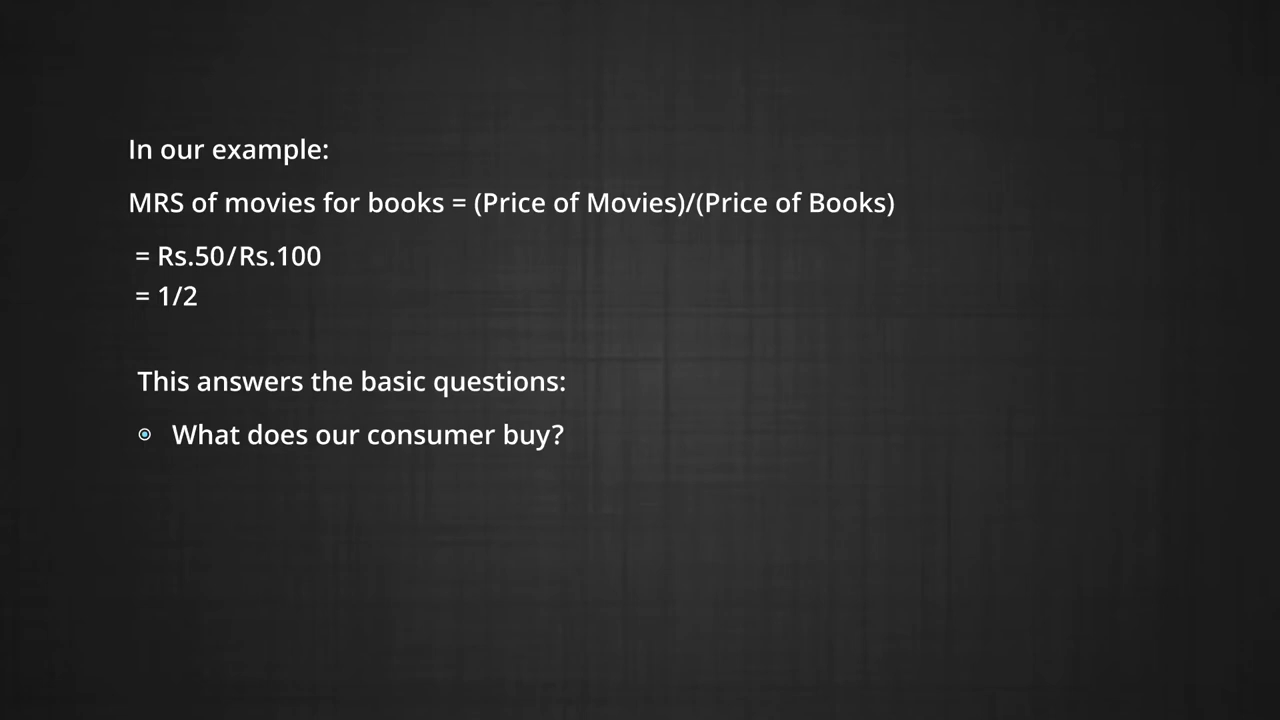 In our example:
MRS of movies for books = (Price of Movies)/(Price of Books)
= Rs.50/Rs.100
= 1/2
This answers the basic questions:
What does our consumer buy?